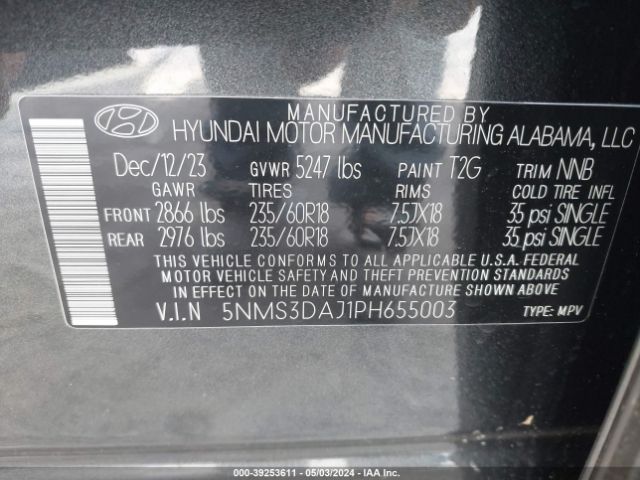 MANUFACTURED BY
HYUNDAI MOTOR MANUFACTURING ALABAMA, LLC
Dec/12/23 GVWR 5247 lbs PAINT T2G TRIM NNB
GAWR TIRES RIMS COLD TIRE INFL
FRONT 2866 lbs 235/60R18 7.5JX18 35 psi SINGLE
REAR 2976 lbs 235/60R18 7.5JX18 35 psi SINGLE
THIS VEHICLE CONFORMS TO ALL APPLICABLE U.S.A. FEDERAL
MOTOR VEHICLE SAFETY AND THEFT PREVENTION STANDARDS
IN EFFECT ON THE DATE OF MANUFACTURE SHOWN ABOVE
V.I.N 5NMS3DAJ1PH655003 TYPE: MPV
000-39253611 - 05/03/2024 - IAA Inc.